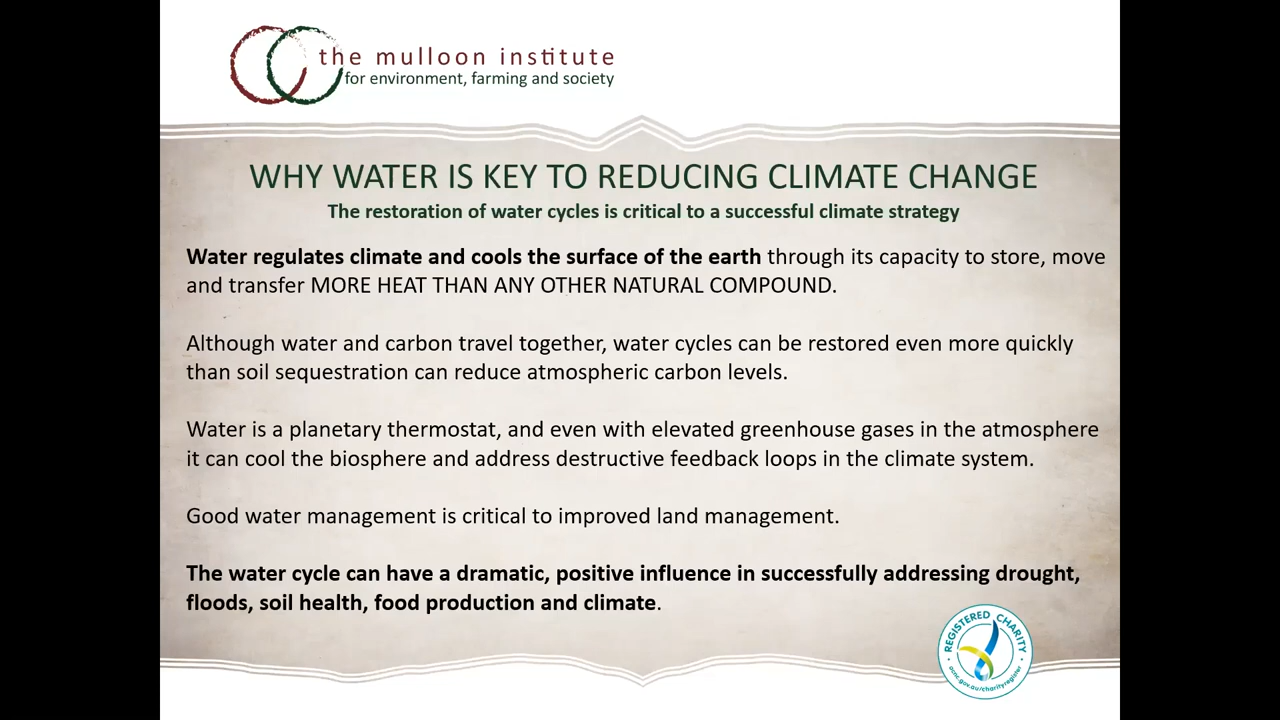 the mulloon institute
for environment, farming and society
WHY WATER IS KEY TO REDUCING CLIMATE CHANGE
The restoration of water cycles is critical to a successful climate strategy
Water regulates climate and cools the surface of the earth through its capacity to store, move
and transfer MORE HEAT THAN ANY OTHER NATURAL COMPOUND.
Although water and carbon travel together, water cycles can be restored even more quickly
than soil sequestration can reduce atmospheric carbon levels.
Water is a planetary thermostat, and even with elevated greenhouse gases in the atmosphere
it can cool the biosphere and address destructive feedback loops in the climate system.
Good water management is critical to improved land management.
The water cycle can have a dramatic, positive influence in successfully addressing drought,
floods, soil health, food production and climate.
REGISTERED CHARITY
acnc.gov.au/charityregister